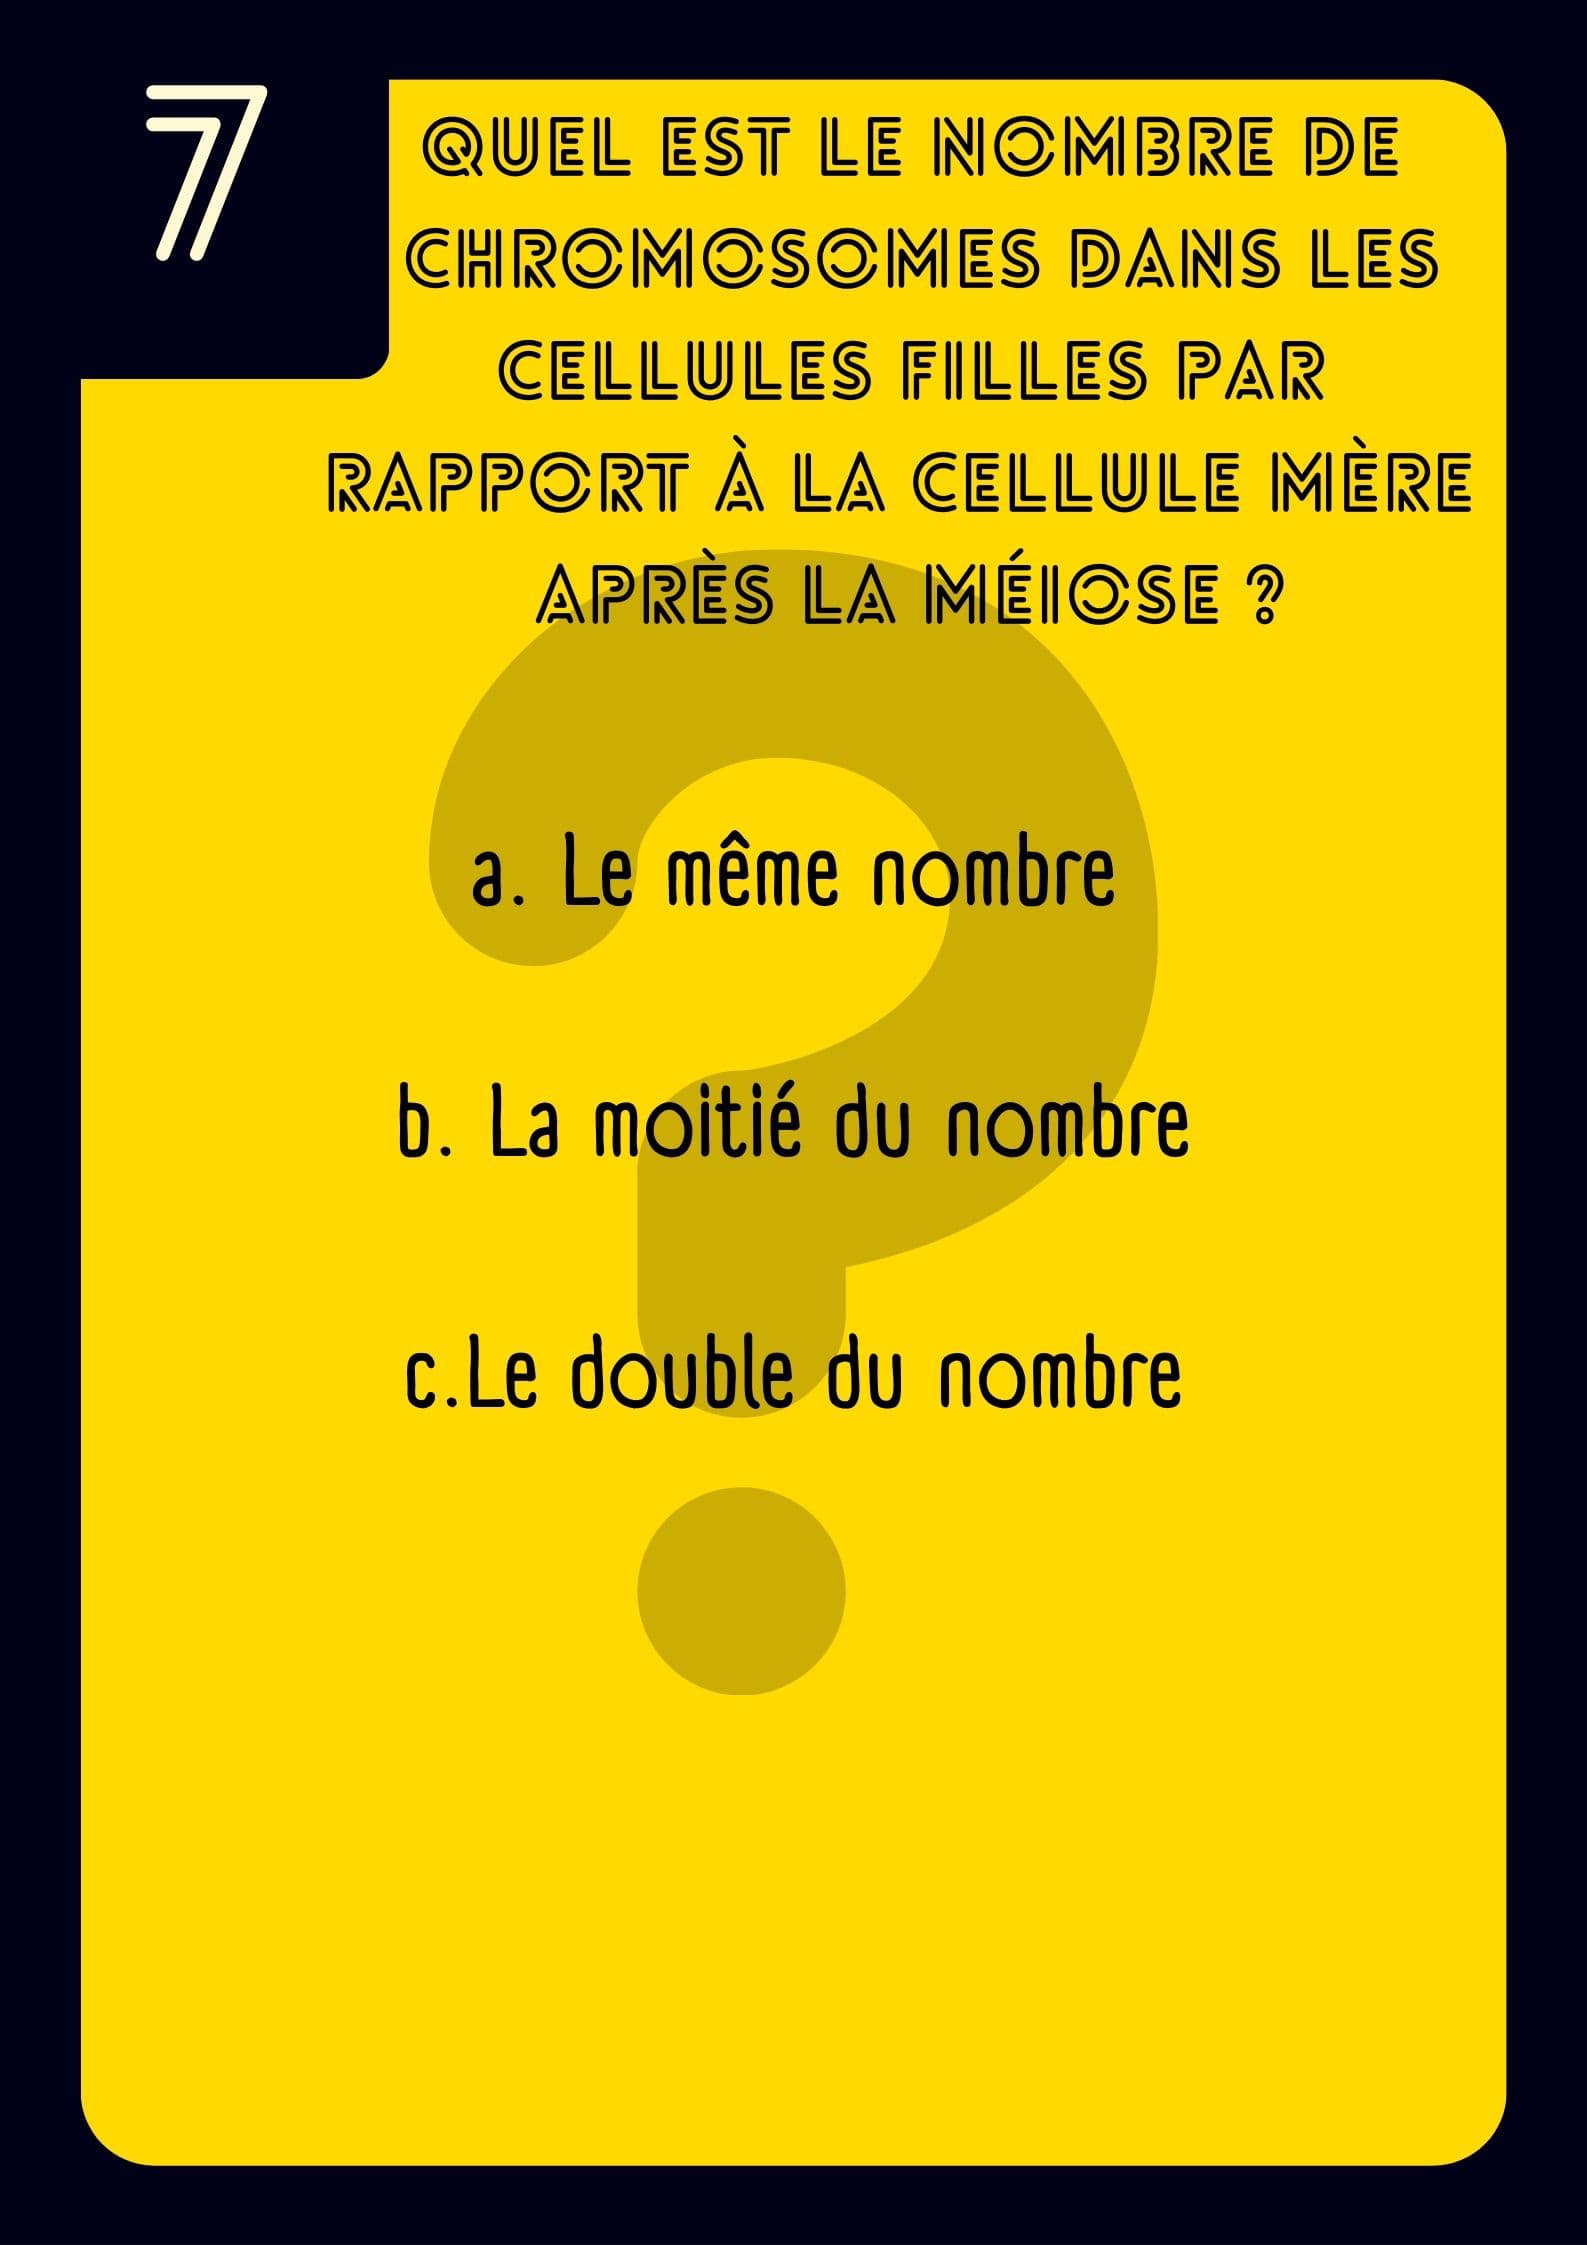 7
QUEL EST LE NOMBRE DE
CHROMOSOMES DANS LES
CELLULES FILLES PAR
RAPPORT À LA CELLULE MÈRE
APRÈS LA MÉIOSE ?
a. Le même nombre
b. La moitié du nombre
c.Le double du nombre